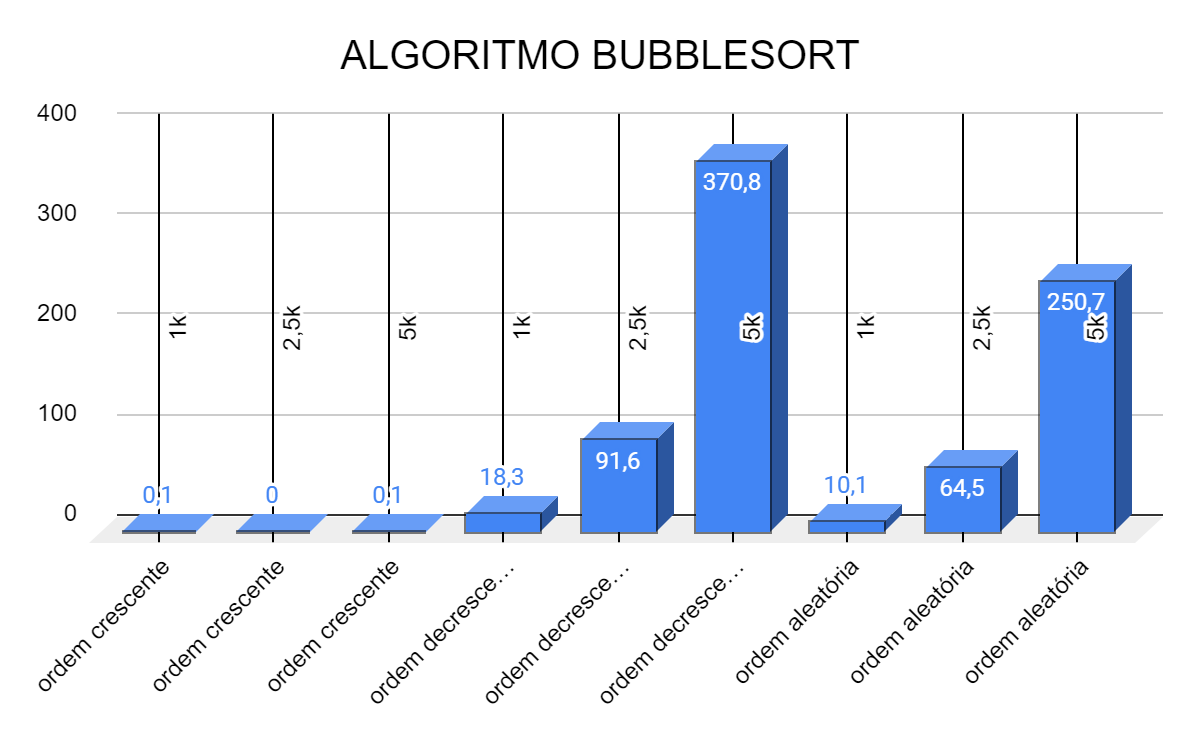 ALGORITMO BUBBLESORT
400
300
200
100
0
1k
2,5k
5k
1k
2,5k
5k
1k
2,5k
5k
0,1
0
0,1
18,3
91,6
370,8
10,1
64,5
250,7
ordem crescente
ordem crescente
ordem crescente
ordem decresce…
ordem decresce…
ordem decresce…
ordem aleatória
ordem aleatória
ordem aleatória